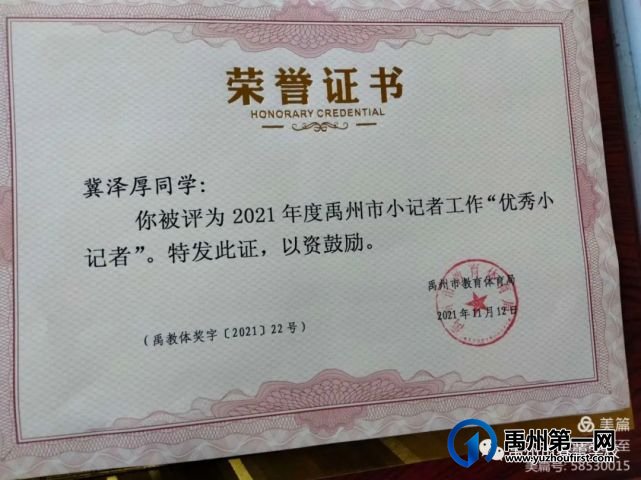 荣誉证书
HONORARY CREDENTIAL
冀泽厚同学:
你被评为 2021 年度禹州市小记者工作“优秀小
记者”。特发此证，以资鼓励。
禹州市教育体育局
2021年11月12日
（禹教体奖字〔2021〕22 号）
美篇
禹州第一网
www.yuzhoufirst.com
美篇号: 58530015